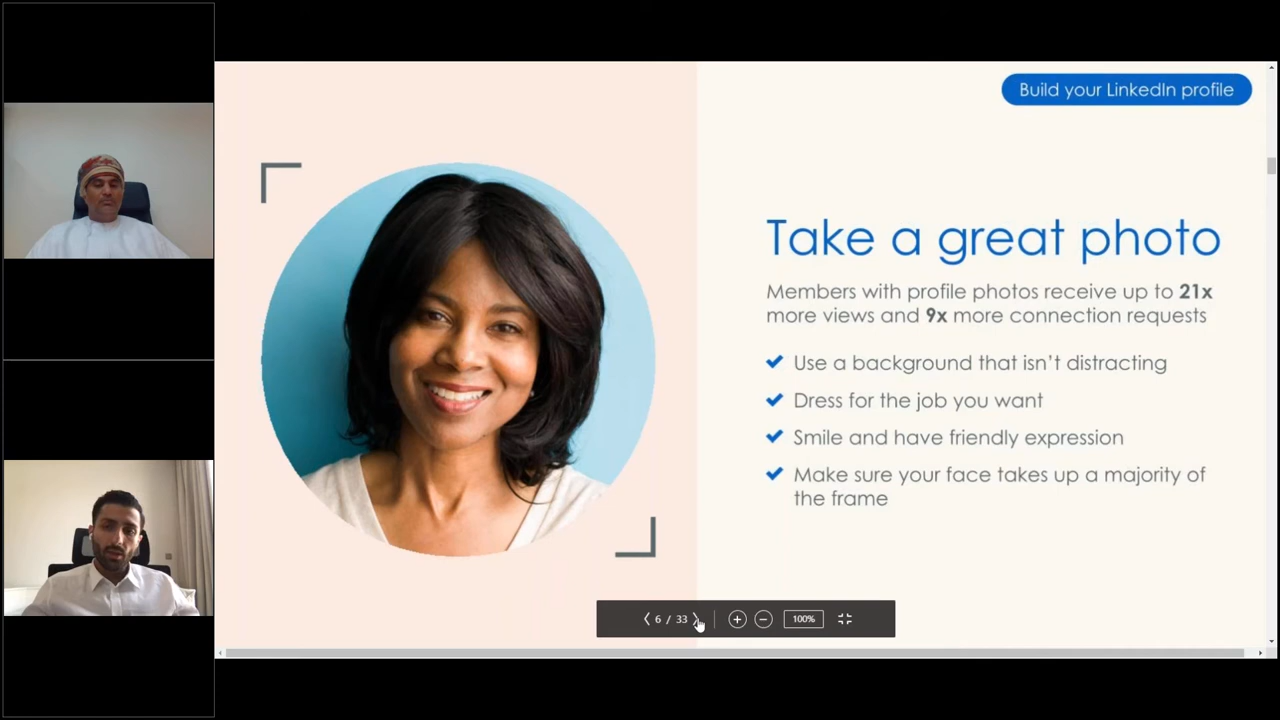 Build your LinkedIn profile
Take a great photo
Members with profile photos receive up to 21x
more views and 9x more connection requests
Use a background that isn't distracting
Dress for the job you want
Smile and have friendly expression
Make sure your face takes up a majority of
the frame
6 / 33
100%